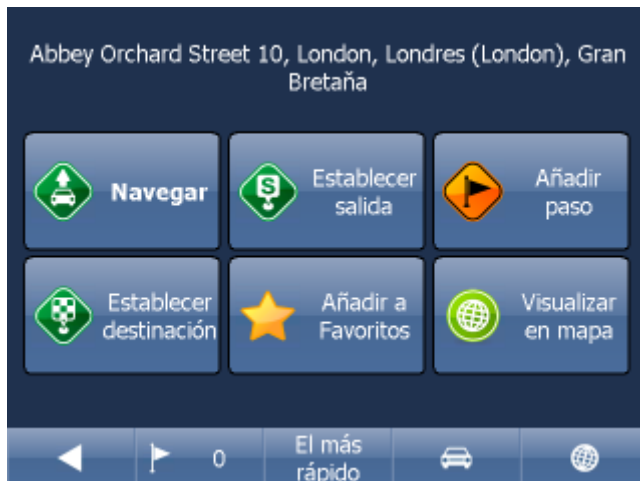 Abbey Orchard Street 10, London, Londres (London), Gran
Bretaña
Navegar
Establecer
salida
Añadir
paso
Establecer
destinación
Añadir a
Favoritos
Visualizar
en mapa
0
El más
rápido